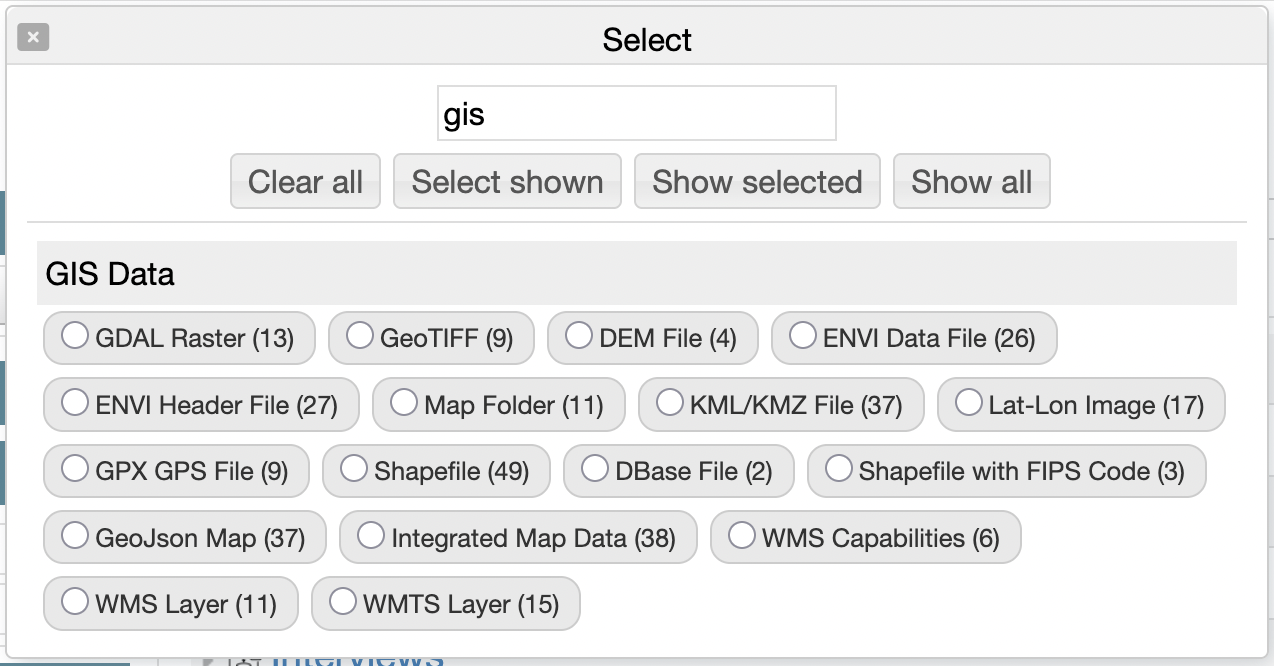 Select
gis
Clear all Select shown Show selected Show all
GIS Data
GDAL Raster (13) GeoTIFF (9) DEM File (4) ENVI Data File (26)
ENVI Header File (27) Map Folder (11) KML/KMZ File (37) Lat-Lon Image (17)
GPX GPS File (9) Shapefile (49) DBase File (2) Shapefile with FIPS Code (3)
GeoJson Map (37) Integrated Map Data (38) WMS Capabilities (6)
WMS Layer (11) WMTS Layer (15)
Interviews